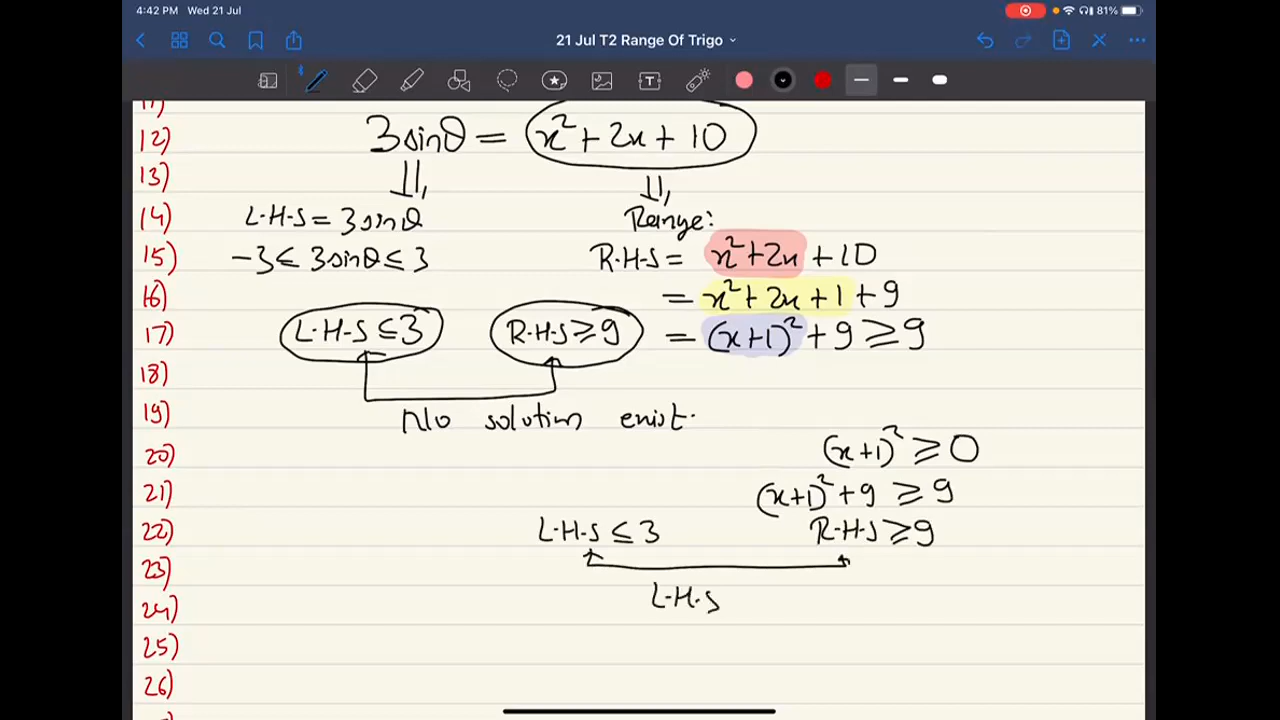 4:42 PM Wed 21 Jul
81%
21 Jul T2 Range Of Trigo
T
11)
12) 3sinθ = x² + 2x + 10
13)
14) L.H.S = 3sinθ Range:
15) -3 ≤ 3sinθ ≤ 3 R.H.S = x² + 2x + 10
16) = x² + 2x + 1 + 9
17) L.H.S ≤ 3 R.H.S ≥ 9 = (x+1)² + 9 ≥ 9
18)
19) No solution exist.
20) (x+1)² ≥ 0
21) (x+1)² + 9 ≥ 9
22) L.H.S ≤ 3 R.H.S ≥ 9
23)
24) L.H.S
25)
26)